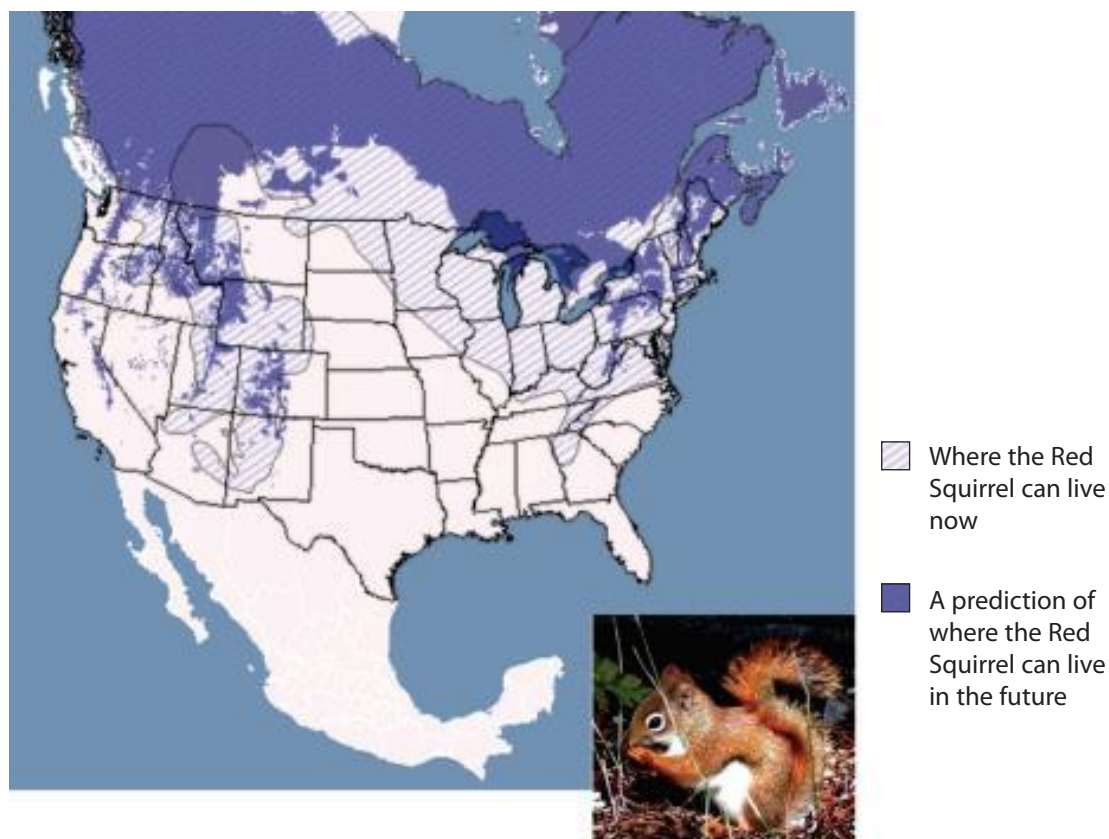 Where the Red
Squirrel can live
now
A prediction of
where the Red
Squirrel can live
in the future